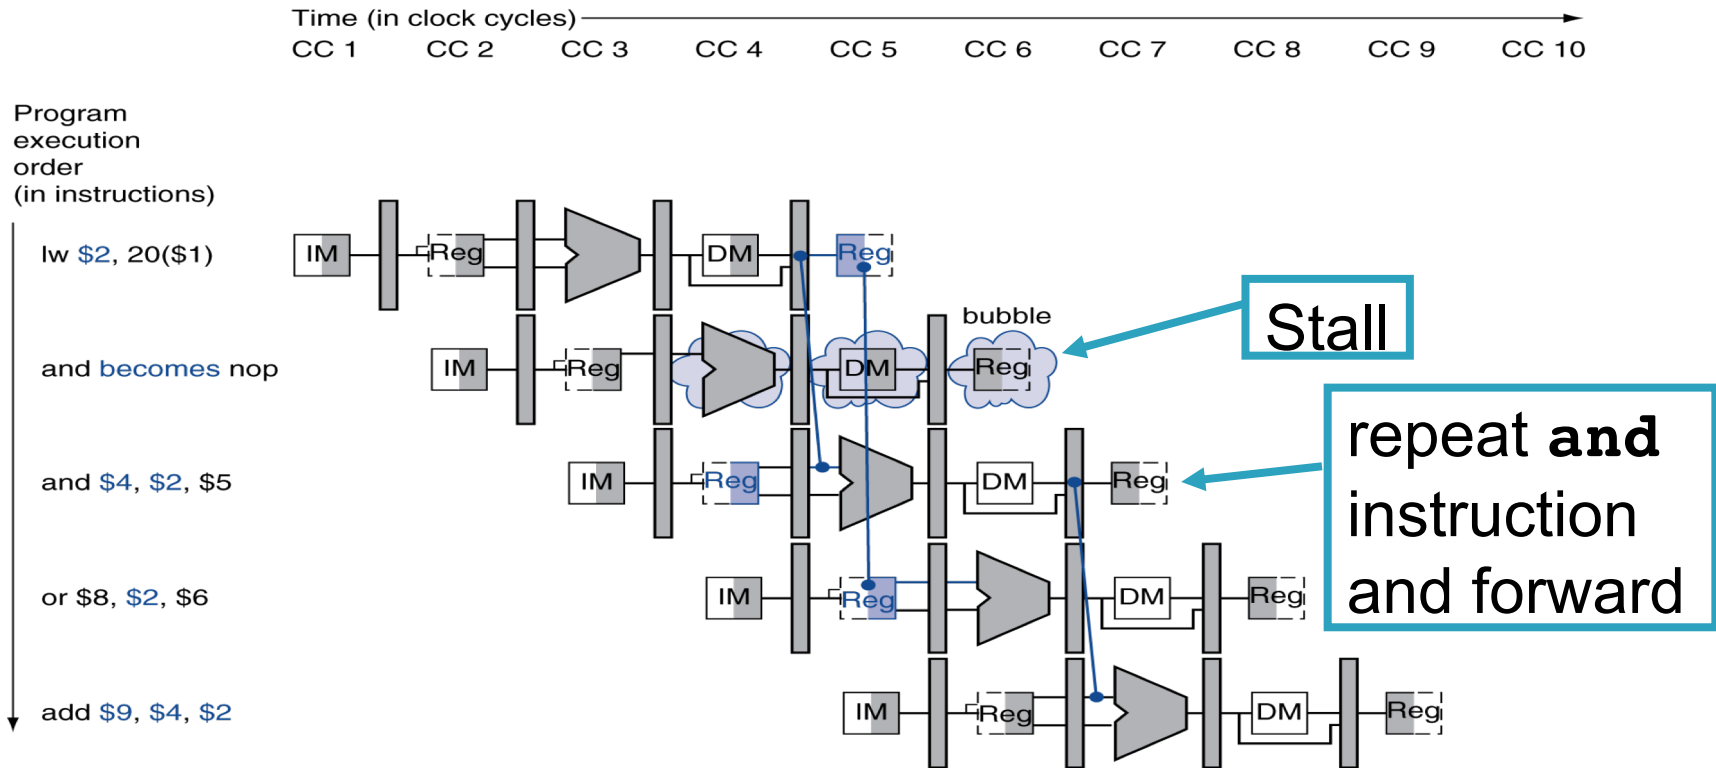 Time (in clock cycles)
CC 1 CC 2 CC 3 CC 4 CC 5 CC 6 CC 7 CC 8 CC 9 CC 10
Program
execution
order
(in instructions)
lw $2, 20($1)
IM Reg DM Reg
bubble
Stall
and becomes nop
IM Reg DM Reg
repeat and
instruction
and forward
and $4, $2, $5
IM Reg DM Reg
or $8, $2, $6
IM Reg DM Reg
add $9, $4, $2
IM Reg DM Reg